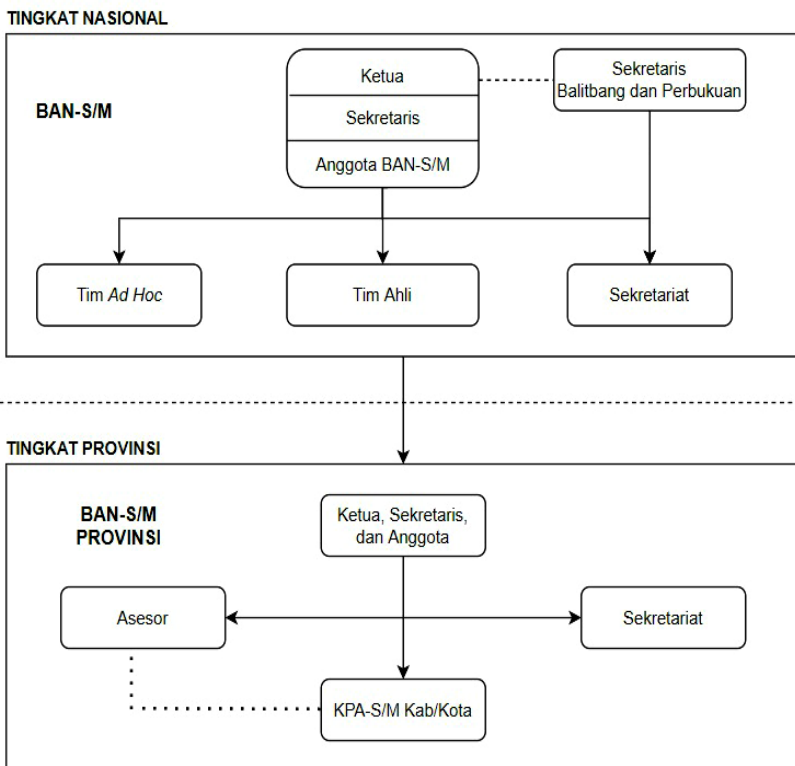 TINGKAT NASIONAL
BAN-S/M
Ketua
Sekretaris
Anggota BAN-S/M
Sekretaris
Balitbang dan Perbukuan
Tim Ad Hoc
Tim Ahli
Sekretariat
TINGKAT PROVINSI
BAN-S/M
PROVINSI
Ketua, Sekretaris,
dan Anggota
Asesor
Sekretariat
KPA-S/M Kab/Kota